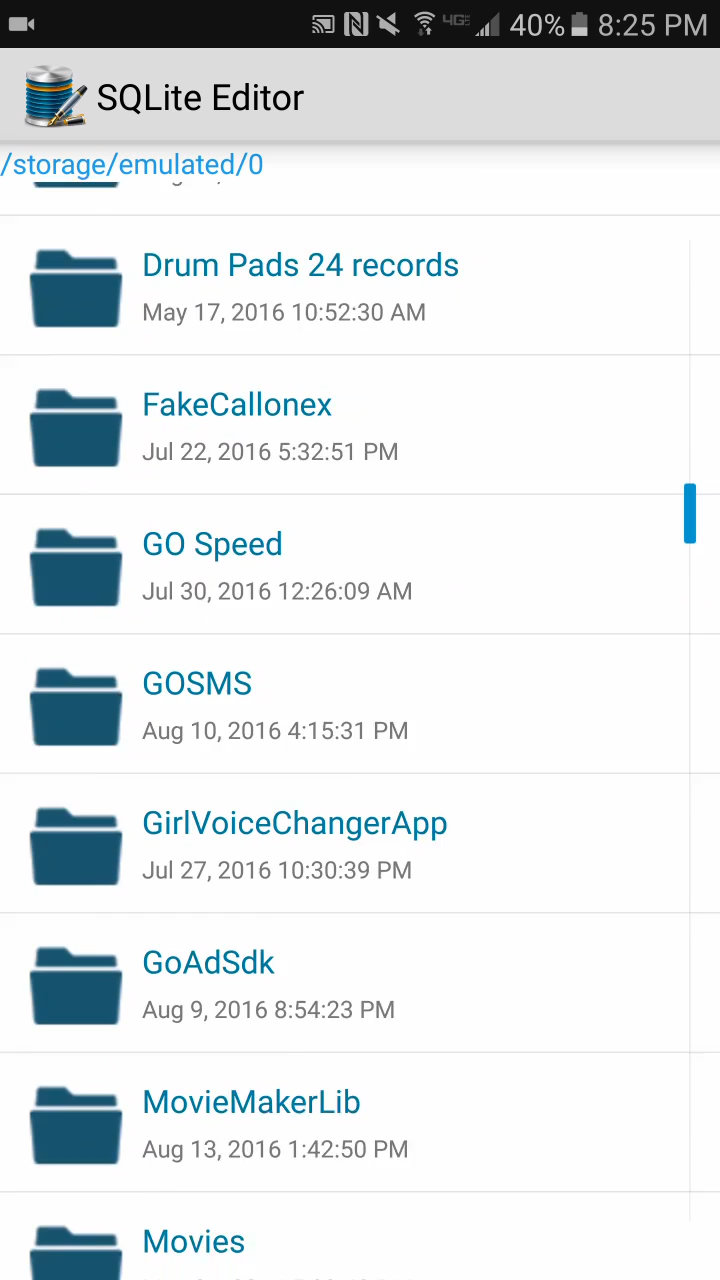 4G 40% 8:25 PM
SQLite Editor
/storage/emulated/0
Drum Pads 24 records
May 17, 2016 10:52:30 AM
FakeCallonex
Jul 22, 2016 5:32:51 PM
GO Speed
Jul 30, 2016 12:26:09 AM
GOSMS
Aug 10, 2016 4:15:31 PM
GirlVoiceChangerApp
Jul 27, 2016 10:30:39 PM
GoAdSdk
Aug 9, 2016 8:54:23 PM
MovieMakerLib
Aug 13, 2016 1:42:50 PM
Movies